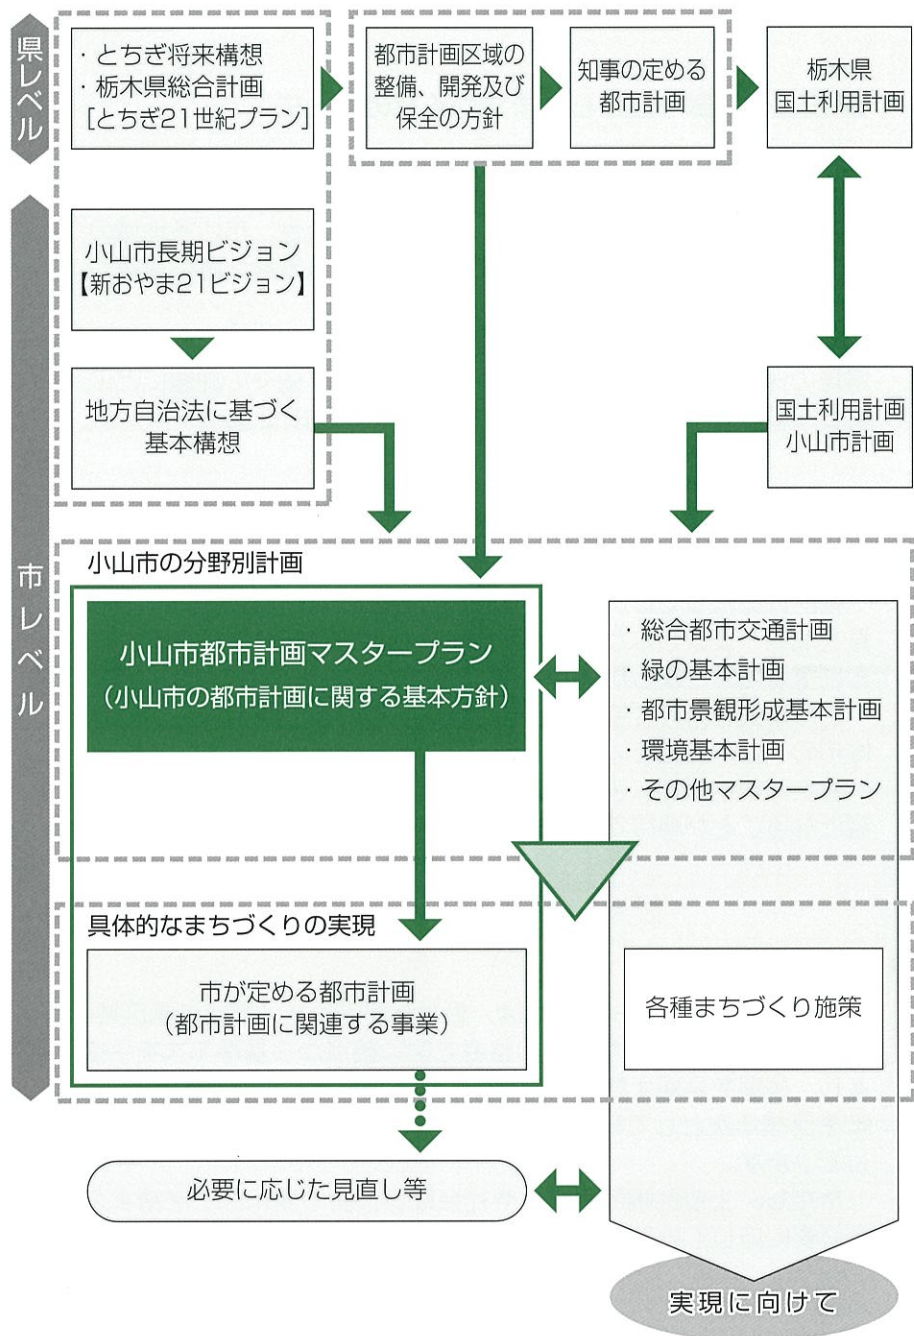 県レベル
・とちぎ将来構想
・栃木県総合計画
[とちぎ21世紀プラン]
都市計画区域の
整備、開発及び
保全の方針
知事の定める
都市計画
栃木県
国土利用計画
市レベル
小山市長期ビジョン
【新おやま21ビジョン】
地方自治法に基づく
基本構想
国土利用計画
小山市計画
小山市の分野別計画
小山市都市計画マスタープラン
（小山市の都市計画に関する基本方針）
・総合都市交通計画
・緑の基本計画
・都市景観形成基本計画
・環境基本計画
・その他マスタープラン
具体的なまちづくりの実現
市が定める都市計画
（都市計画に関連する事業）
各種まちづくり施策
必要に応じた見直し等
実現に向けて